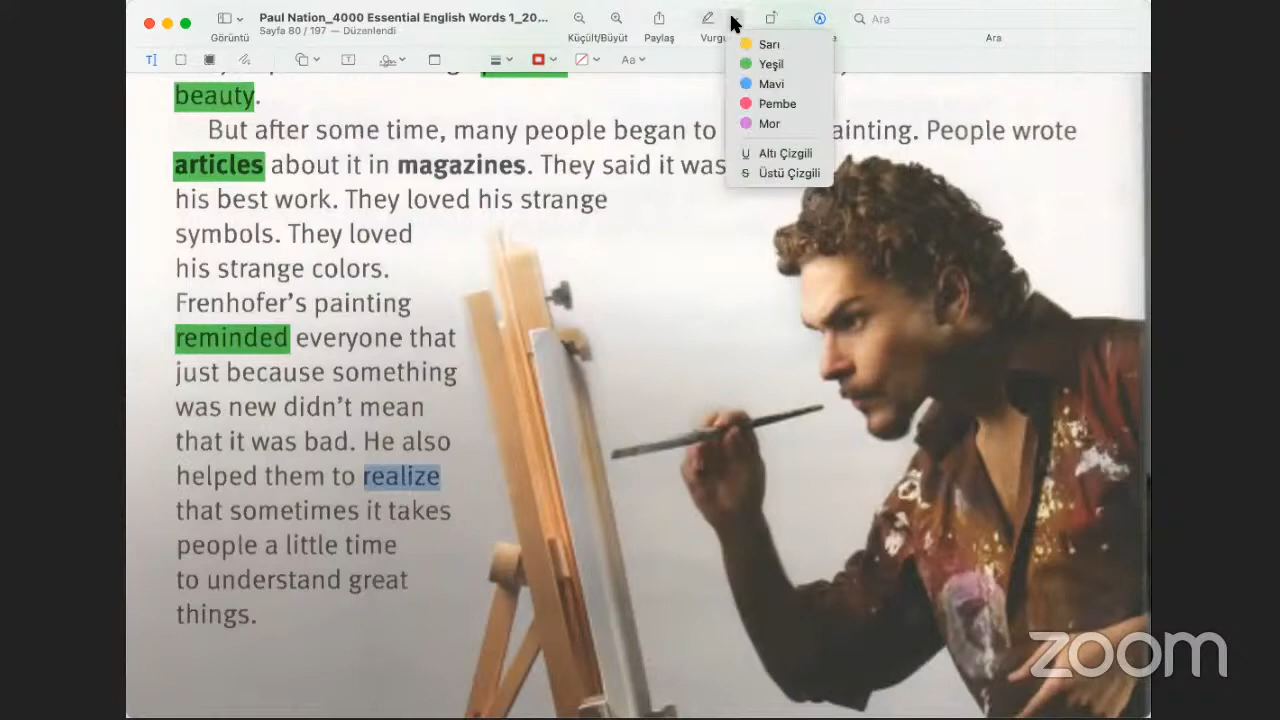 Paul Nation_4000 Essential English Words 1_20...
Sayfa 80 / 197 — Düzenlendi
Görüntü
Küçült/Büyüt
Paylaş
Vurgu
Ara
Ara
Aa
Sarı
Yeşil
Mavi
Pembe
Mor
U Altı Çizgili
S Üstü Çizgili
beauty.
But after some time, many people began to ainting. People wrote
articles about it in magazines. They said it was
his best work. They loved his strange
symbols. They loved
his strange colors.
Frenhofer's painting
reminded everyone that
just because something
was new didn't mean
that it was bad. He also
helped them to realize
that sometimes it takes
people a little time
to understand great
things.
zoom